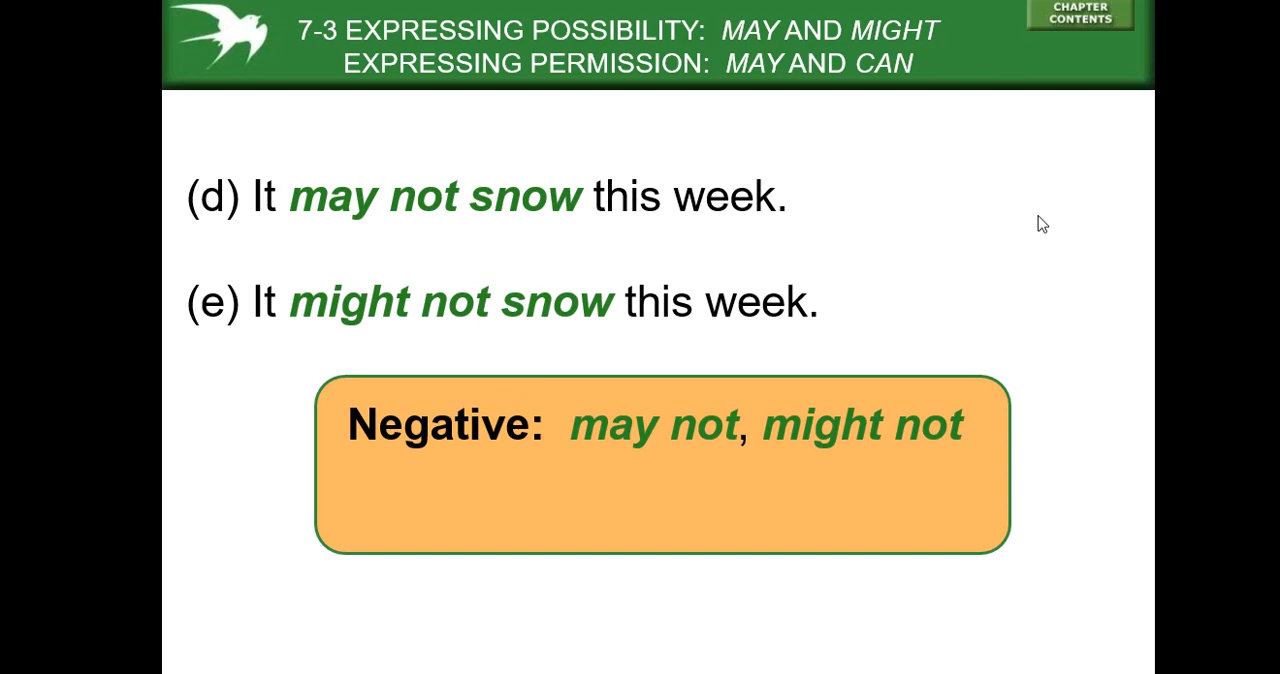 7-3 EXPRESSING POSSIBILITY: MAY AND MIGHT
EXPRESSING PERMISSION: MAY AND CAN
CHAPTER
CONTENTS
(d) It may not snow this week.
(e) It might not snow this week.
Negative: may not, might not